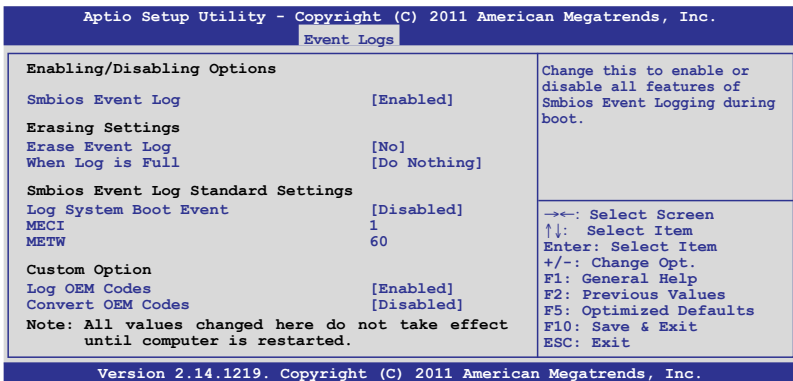 Aptio Setup Utility - Copyright (C) 2011 American Megatrends, Inc.
Event Logs
Enabling/Disabling Options
Smbios Event Log [Enabled]
Erasing Settings
Erase Event Log [No]
When Log is Full [Do Nothing]
Smbios Event Log Standard Settings
Log System Boot Event [Disabled]
MECI 1
METW 60
Custom Option
Log OEM Codes [Enabled]
Convert OEM Codes [Disabled]
Note: All values changed here do not take effect
until computer is restarted.
Change this to enable or
disable all features of
Smbios Event Logging during
boot.
→←: Select Screen
↑↓: Select Item
Enter: Select Item
+/-: Change Opt.
F1: General Help
F2: Previous Values
F5: Optimized Defaults
F10: Save & Exit
ESC: Exit
Version 2.14.1219. Copyright (C) 2011 American Megatrends, Inc.